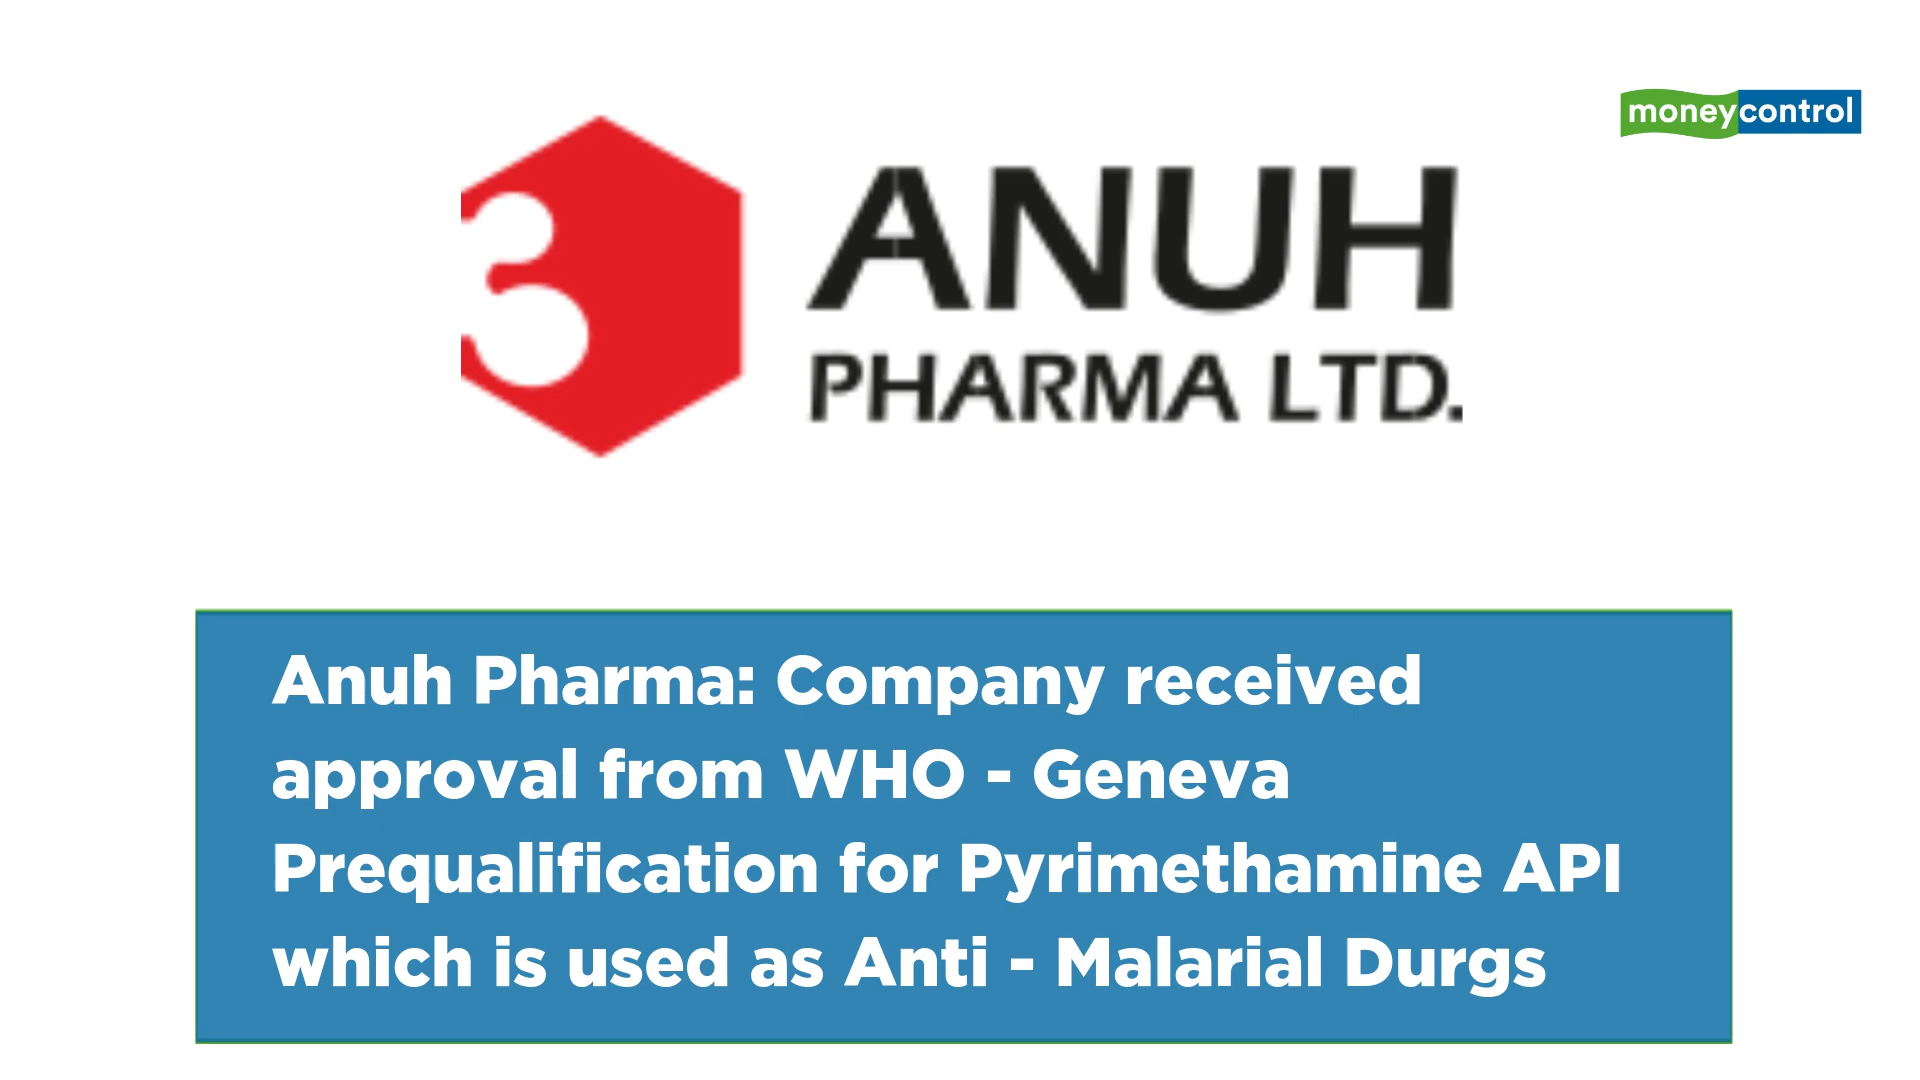 moneycontrol
3
ANUH
PHARMA LTD.
Anuh Pharma: Company received
approval from WHO - Geneva
Prequalification for Pyrimethamine API
which is used as Anti - Malarial Durgs